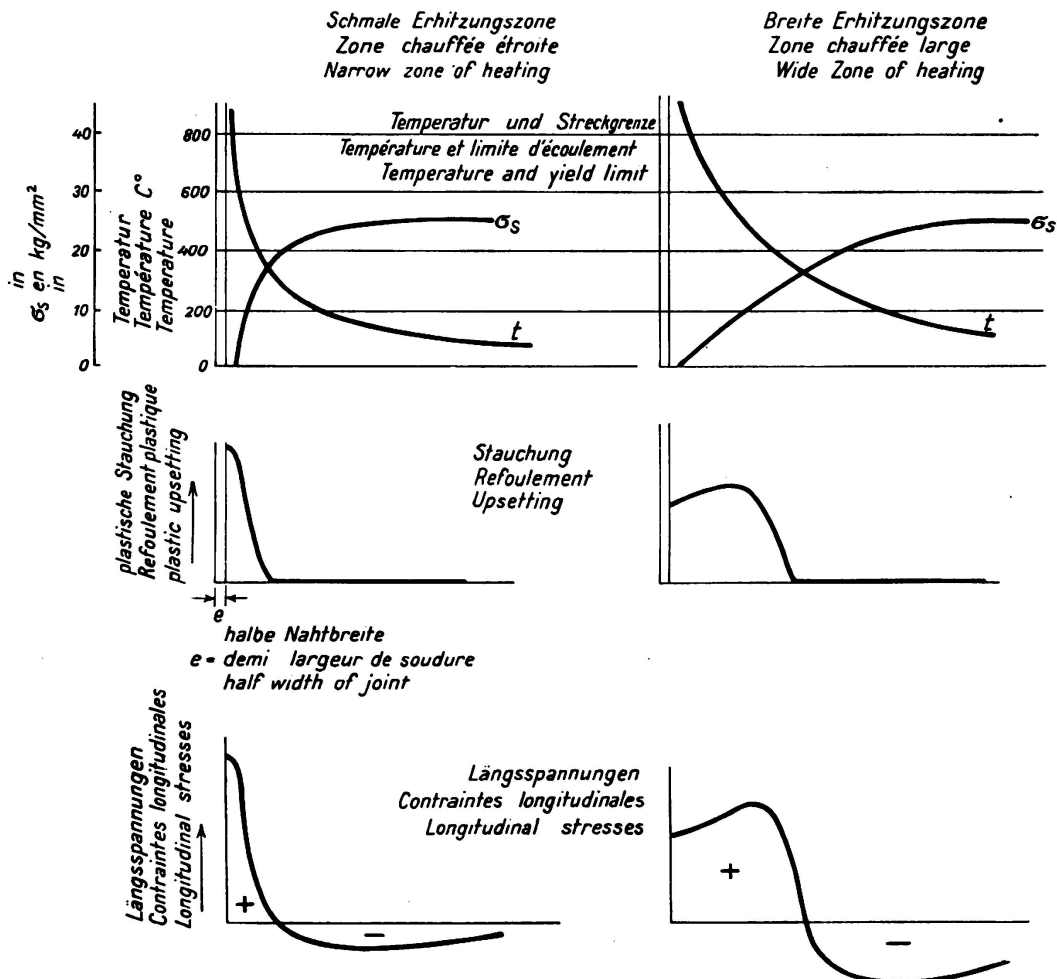 Schmale Erhitzungszone
Zone chauffée étroite
Narrow zone of heating
Breite Erhitzungszone
Zone chauffée large
Wide Zone of heating
Temperatur und Streckgrenze
Température et limite d'écoulement
Temperature and yield limit
in
σs en kg/mm²
in
40
30
20
10
0
Temperatur
Température C°
Temperature
800
600
400
200
0
σs
t
σs
t
plastische Stauchung
Refoulement plastique
plastic upsetting
Stauchung
Refoulement
Upsetting
e
halbe Nahtbreite
e = demi largeur de soudure
half width of joint
Längsspannungen
Contraintes longitudinales
Longitudinal stresses
Längsspannungen
Contraintes longitudinales
Longitudinal stresses
+
−
+
−